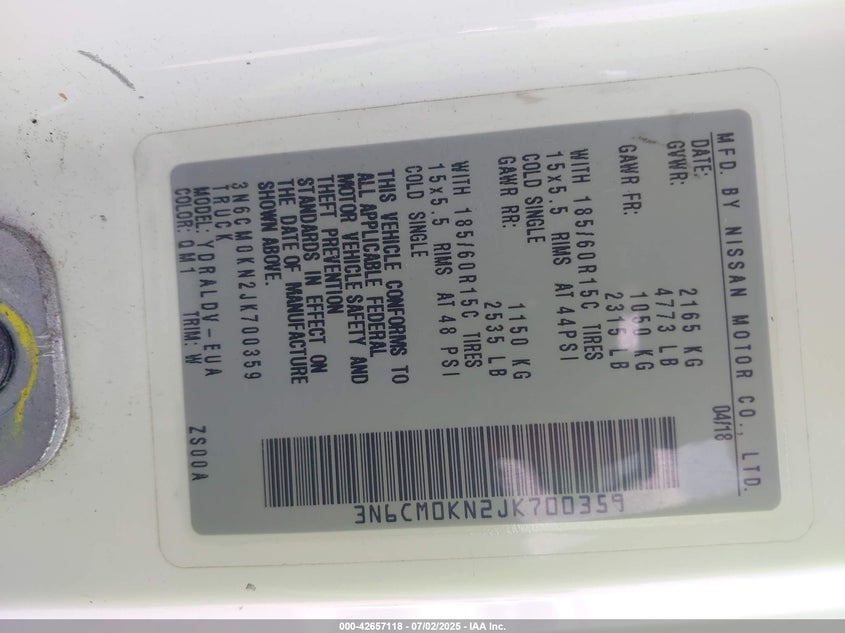 MFD. BY NISSAN MOTOR CO., LTD.
DATE: 04/18
GVWR: 2165 KG
4773 LB
GAWR FR: 1050 KG
2315 LB
WITH 185/60R15C TIRES
15x5.5 RIMS AT 44PSI
COLD SINGLE
GAWR RR: 1150 KG
2535 LB
WITH 185/60R15C TIRES
15x5.5 RIMS AT 48 PSI
COLD SINGLE
THIS VEHICLE CONFORMS TO
ALL APPLICABLE FEDERAL
MOTOR VEHICLE SAFETY AND
THEFT PREVENTION
STANDARDS IN EFFECT ON
THE DATE OF MANUFACTURE
SHOWN ABOVE.
3N6CM0KN2JK700359
TRUCK
MODEL: YDRALDV-EUA
COLOR: QM1 TRIM: W ZS00A
3N6CM0KN2JK700359
000-42657118 - 07/02/2025 - IAA Inc.